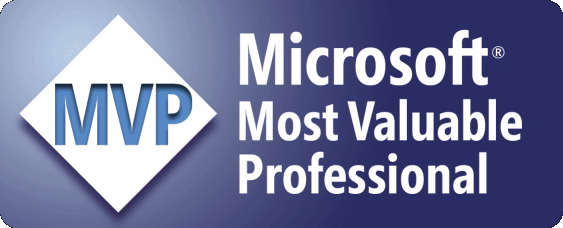 MVP
Microsoft®
Most Valuable
Professional